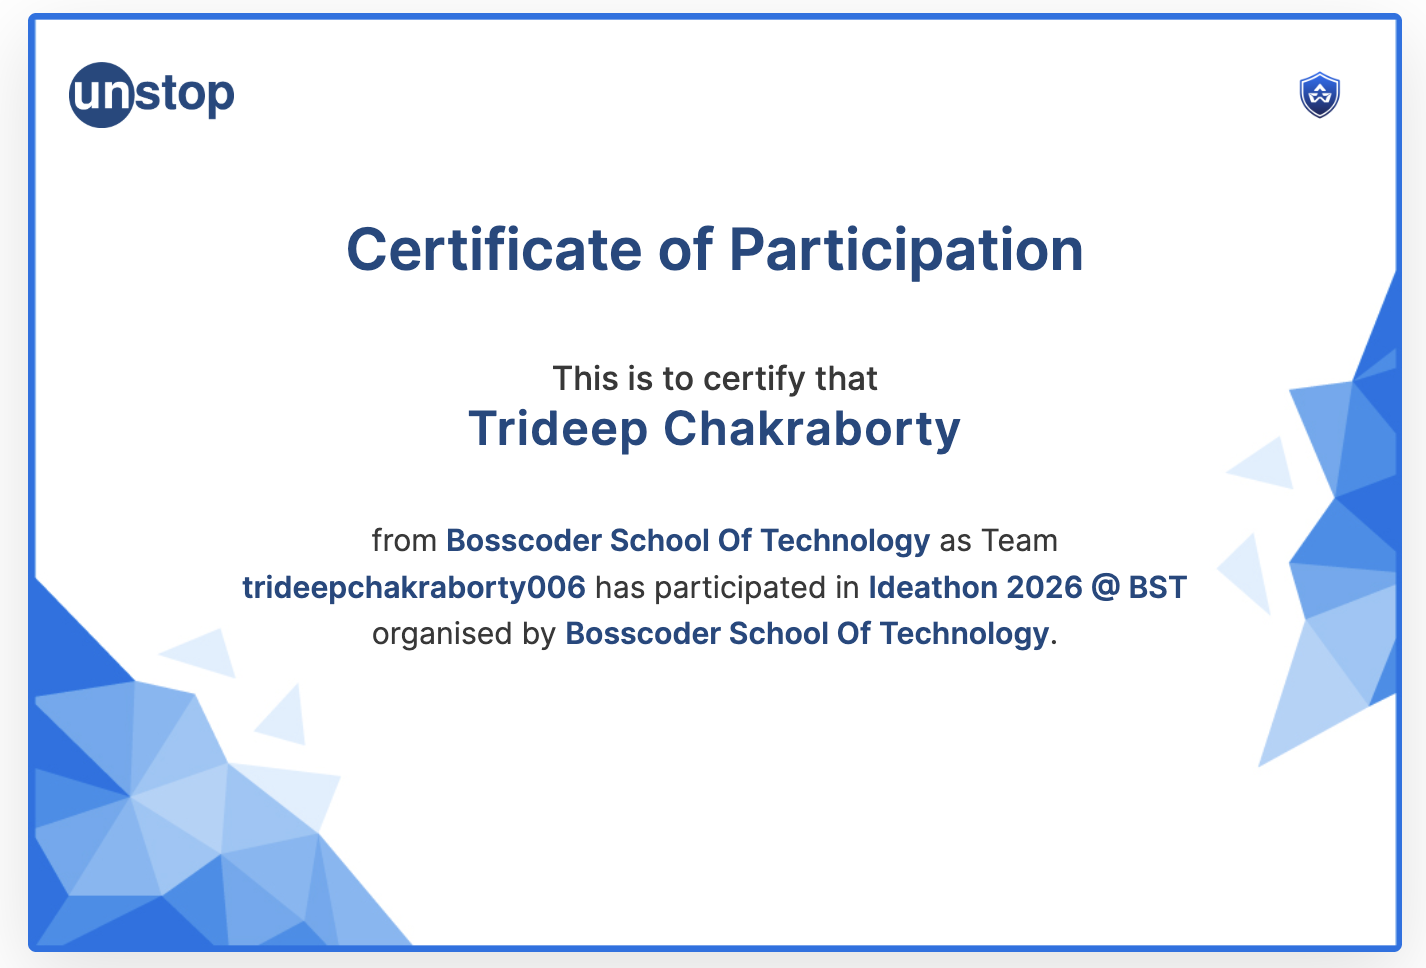 unstop
Certificate of Participation
This is to certify that
Trideep Chakraborty
from Bosscoder School Of Technology as Team
trideepchakraborty006 has participated in Ideathon 2026 @ BST
organised by Bosscoder School Of Technology.